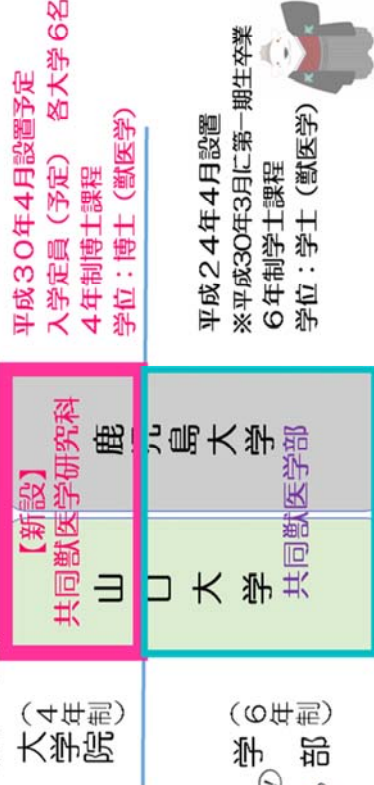 大学院
（４年制）
【新設】
共同獣医学研究科
山口大学
鹿児島大学
共同獣医学部
学部
（６年制）
平成３０年４月設置予定
入学定員（予定）　各大学６名
４年制博士課程
学位：博士（獣医学）
平成２４年４月設置
※平成30年3月に第一期生卒業
６年制学士課程
学位：学士（獣医学）